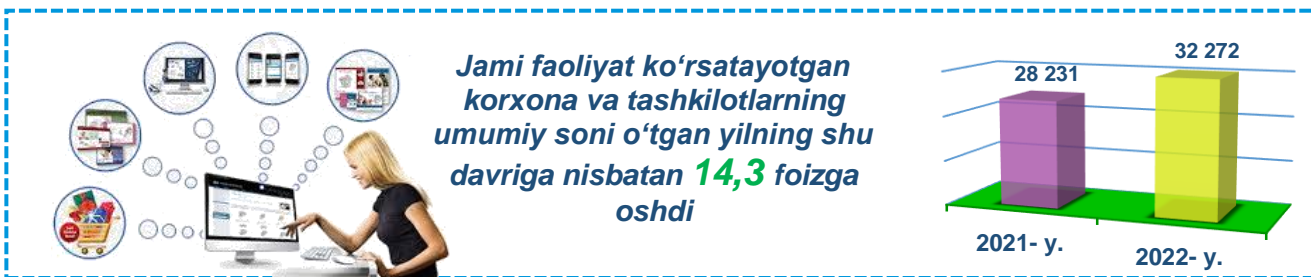 Jami faoliyat ko‘rsatayotgan
korxona va tashkilotlarning
umumiy soni o‘tgan yilning shu
davriga nisbatan 14,3 foizga
oshdi
32 272
28 231
2021- y.
2022- y.